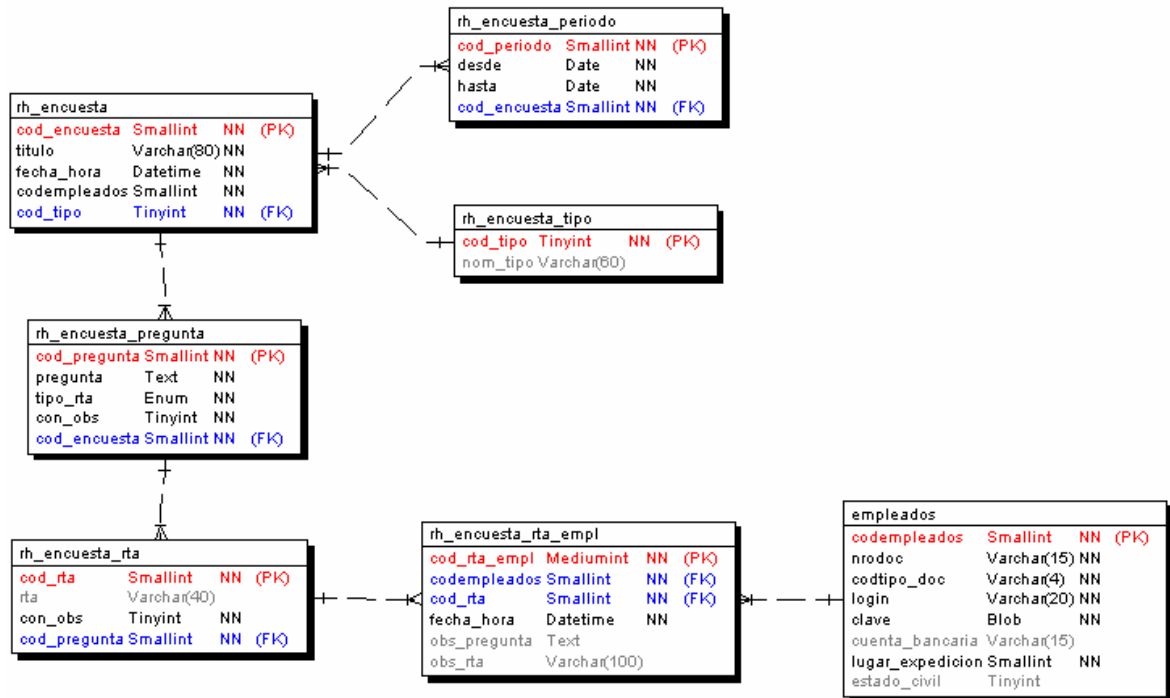 rh_encuesta_periodo
cod_periodo Smallint NN (PK)
desde Date NN
hasta Date NN
cod_encuesta Smallint NN (FK)
rh_encuesta
cod_encuesta Smallint NN (PK)
titulo Varchar(80) NN
fecha_hora Datetime NN
codempleados Smallint NN
cod_tipo Tinyint NN (FK)
rh_encuesta_tipo
cod_tipo Tinyint NN (PK)
nom_tipo Varchar(60)
rh_encuesta_pregunta
cod_pregunta Smallint NN (PK)
pregunta Text NN
tipo_rta Enum NN
con_obs Tinyint NN
cod_encuesta Smallint NN (FK)
rh_encuesta_rta
cod_rta Smallint NN (PK)
rta Varchar(40)
con_obs Tinyint NN
cod_pregunta Smallint NN (FK)
rh_encuesta_rta_empl
cod_rta_empl Mediumint NN (PK)
codempleados Smallint NN (FK)
cod_rta Smallint NN (FK)
fecha_hora Datetime NN
obs_pregunta Text
obs_rta Varchar(100)
empleados
codempleados Smallint NN (PK)
nrodoc Varchar(15) NN
codtipo_doc Varchar(4) NN
login Varchar(20) NN
clave Blob NN
cuenta_bancaria Varchar(15)
lugar_expedicion Smallint NN
estado_civil Tinyint